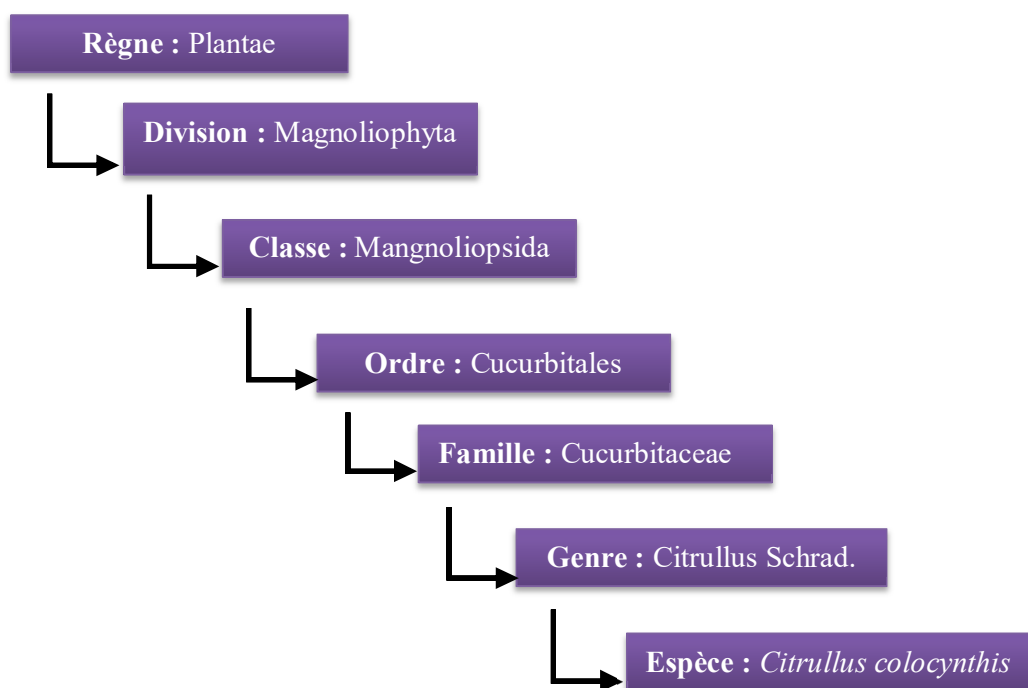 Règne : Plantae
Division : Magnoliophyta
Classe : Mangnoliopsida
Ordre : Cucurbitales
Famille : Cucurbitaceae
Genre : Citrullus Schrad.
Espèce : Citrullus colocynthis